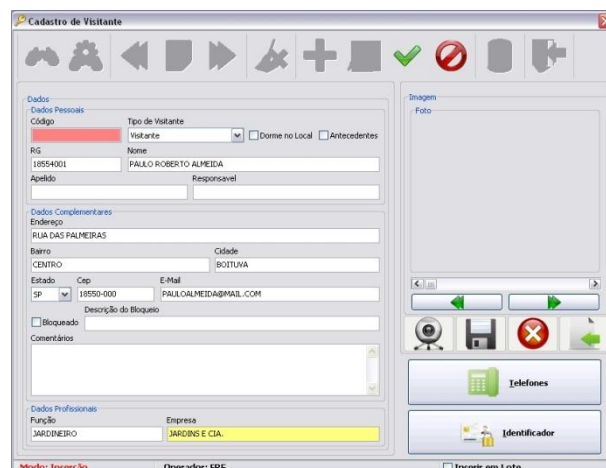 Cadastro de Visitante
Dados
Dados Pessoais
Código Tipo de Visitante
Visitante Dorme no Local Antecedentes
RG Nome
18554001 PAULO ROBERTO ALMEIDA
Apelido Responsavel
Dados Complementares
Endereço
RUA DAS PALMEIRAS
Bairro Cidade
CENTRO BOITUVA
Estado Cep E-Mail
SP 18550-000 PAULOALMEIDA@MAIL.COM
Descrição do Bloqueio
Bloqueado
Comentários
Dados Profissionais
Função Empresa
JARDINEIRO JARDINS E CIA.
Imagem
Foto
Telefones
Identificador
Modo: Inserção Operador: ERE Inserir em Lote